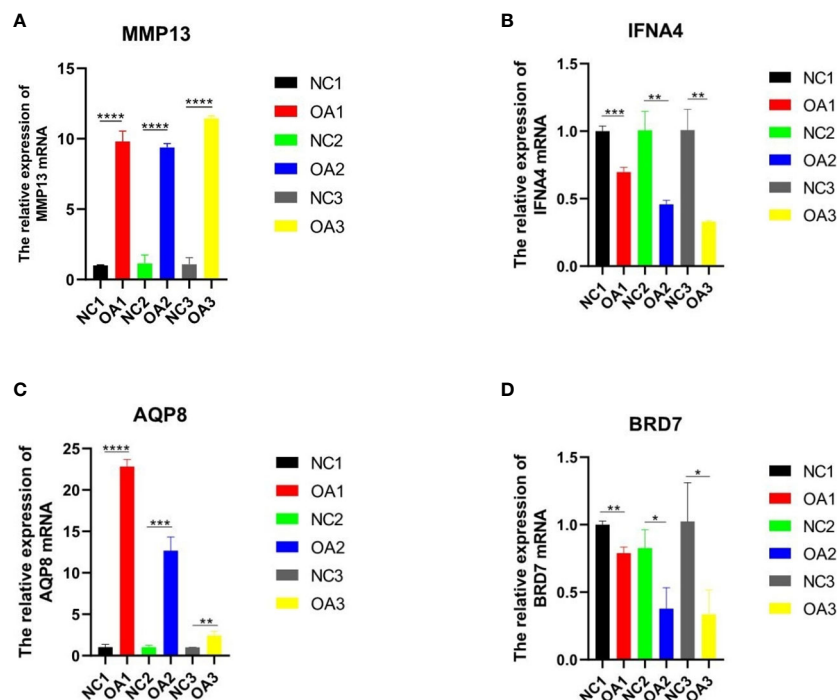 A
MMP13
The relative expression of
MMP13 mRNA
15
10
5
0
****
****
****
NC1
OA1
NC2
OA2
NC3
OA3
NC1
OA1
NC2
OA2
NC3
OA3
B
IFNA4
The relative expression of
IFNA4 mRNA
1.5
1.0
0.5
0.0
***
**
**
NC1
OA1
NC2
OA2
NC3
OA3
NC1
OA1
NC2
OA2
NC3
OA3
C
AQP8
The relative expression of
AQP8 mRNA
25
20
15
10
5
0
****
***
**
NC1
OA1
NC2
OA2
NC3
OA3
NC1
OA1
NC2
OA2
NC3
OA3
D
BRD7
The relative expression of
BRD7 mRNA
1.5
1.0
0.5
0.0
**
*
*
NC1
OA1
NC2
OA2
NC3
OA3
NC1
OA1
NC2
OA2
NC3
OA3